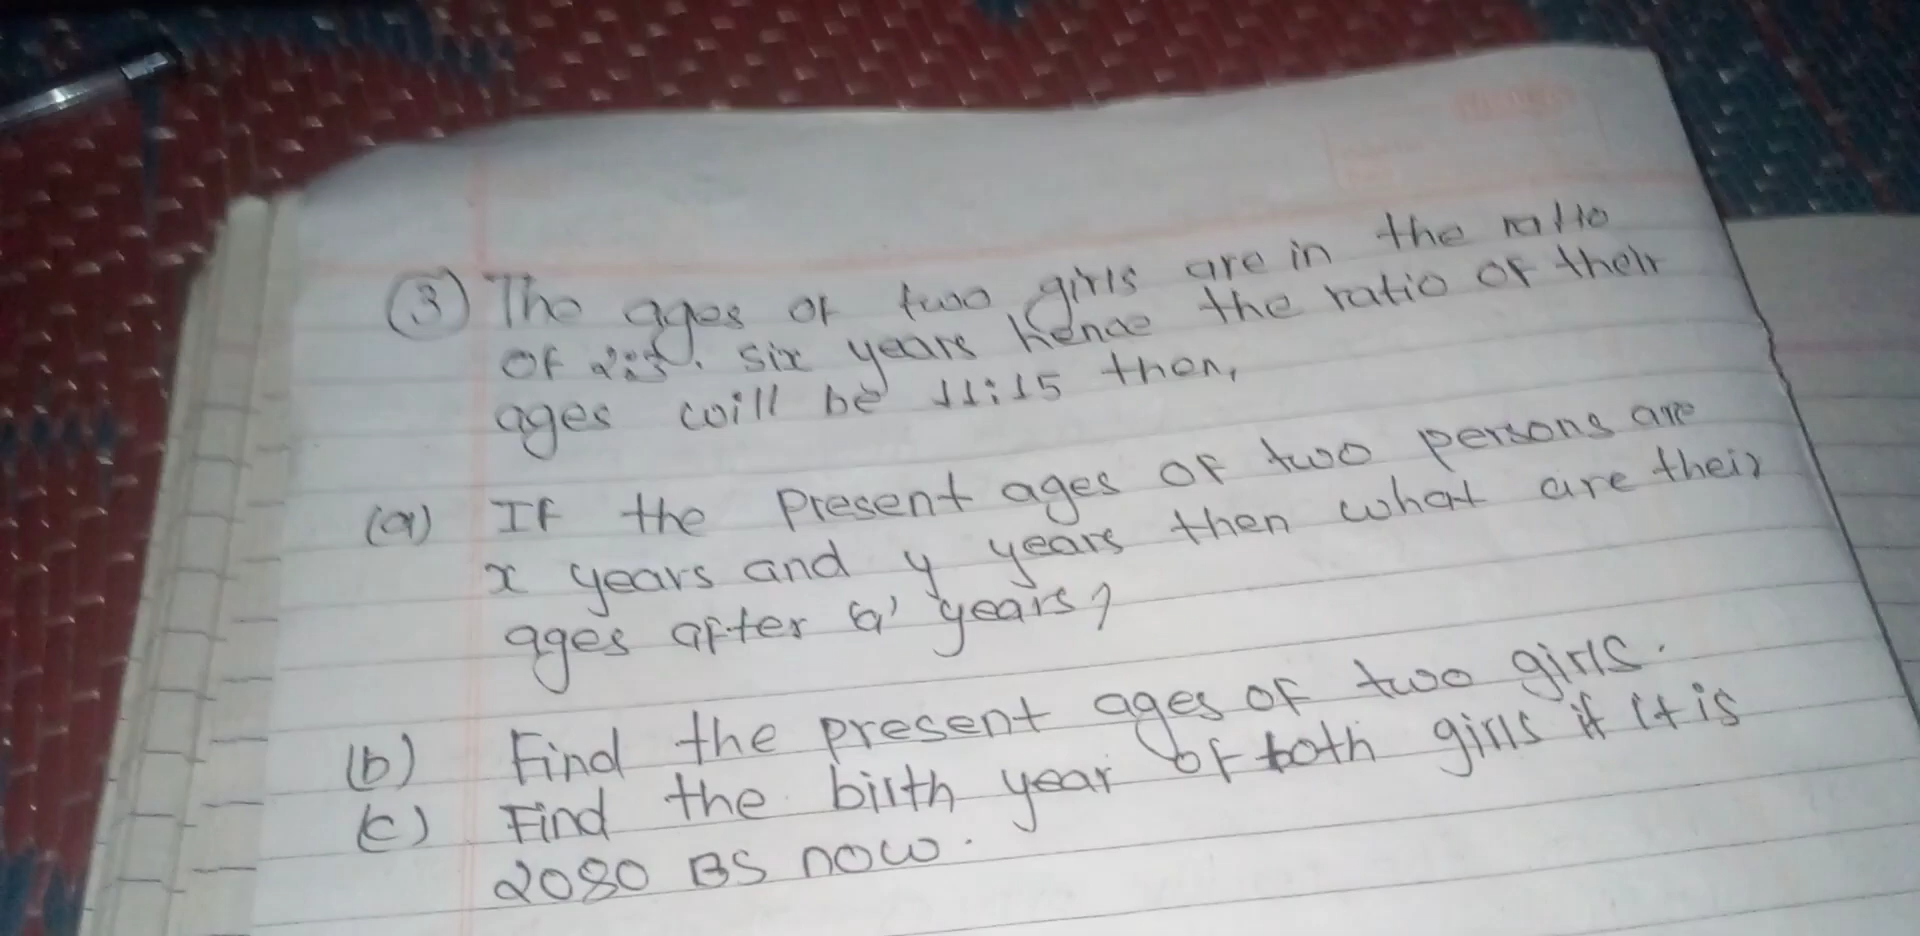 (3) The ages of two girls are in the ratio
of 2:3. six years hence the ratio of their
ages will be 11:15 then,
(a) If the present ages of two persons are
x years and y years then what are their
ages after 'a' years?
(b) Find the present ages of two girls.
(c) Find the birth year of both girls if it is
2080 BS now.